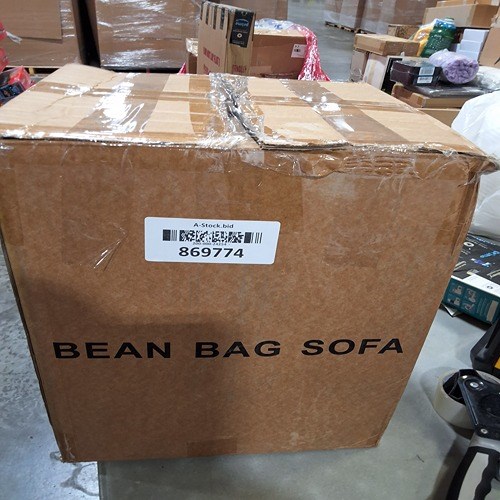 A-Stock.bid
869774
BEAN BAG SOFA